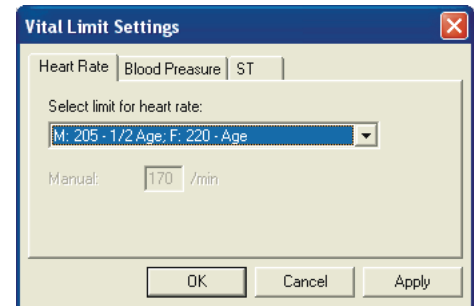 Vital Limit Settings
Heart Rate Blood Preasure ST
Select limit for heart rate:
M: 205 - 1/2 Age; F: 220 - Age
Manual: 170 /min
OK Cancel Apply